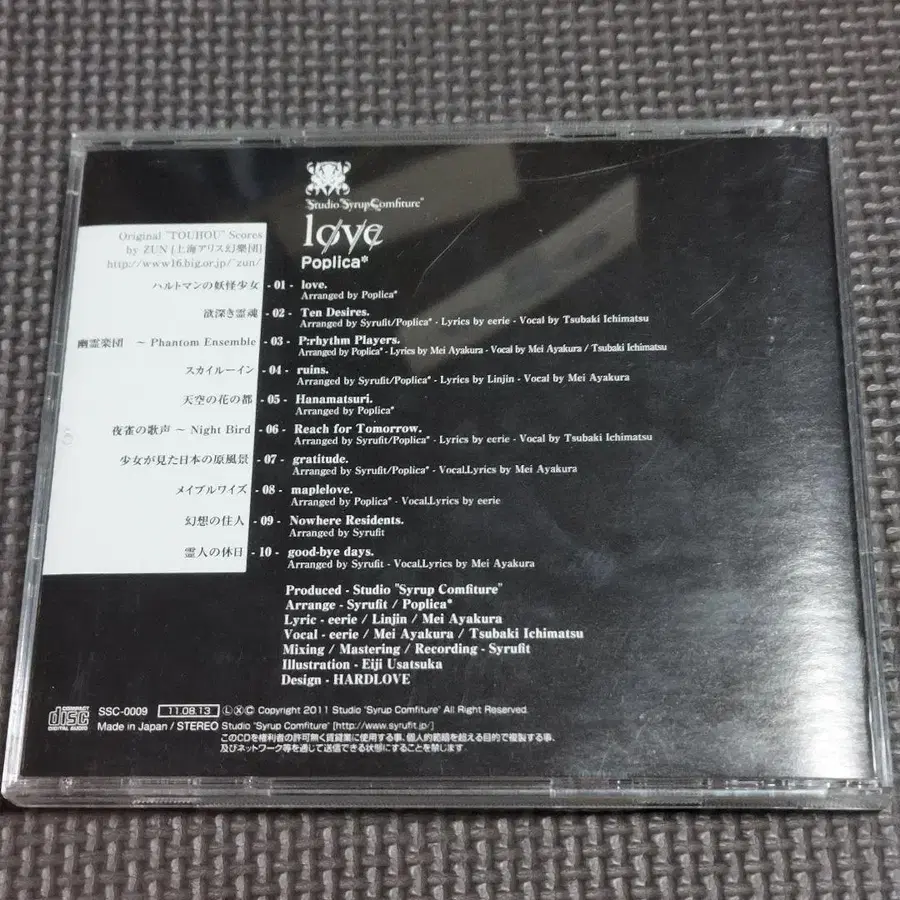 Studio "Syrup Comfiture"
love
Poplica*
Original "TOUHOU" Scores
by ZUN [上海アリス幻樂団]
http://www16.big.or.jp/~zun/
ハルトマンの妖怪少女 - 01 - love.
Arranged by Poplica*
欲深き霊魂 - 02 - Ten Desires.
Arranged by Syrufit/Poplica* - Lyrics by eerie - Vocal by Tsubaki Ichimatsu
幽霊楽団 ～ Phantom Ensemble - 03 - P:rhythm Players.
Arranged by Poplica* - Lyrics by Mei Ayakura - Vocal by Mei Ayakura / Tsubaki Ichimatsu
スカイルーイン - 04 - ruins.
Arranged by Syrufit/Poplica* - Lyrics by Linjin - Vocal by Mei Ayakura
天空の花の都 - 05 - Hanamatsuri.
Arranged by Poplica*
夜雀の歌声 ～ Night Bird - 06 - Reach for Tomorrow.
Arranged by Syrufit/Poplica* - Lyrics by eerie - Vocal by Tsubaki Ichimatsu
少女が見た日本の原風景 - 07 - gratitude.
Arranged by Syrufit/Poplica* - Vocal.Lyrics by Mei Ayakura
メイプルワイズ - 08 - maplelove.
Arranged by Poplica* - Vocal.Lyrics by eerie
幻想の住人 - 09 - Nowhere Residents.
Arranged by Syrufit
霊人の休日 - 10 - good-bye days.
Arranged by Syrufit - Vocal.Lyrics by Mei Ayakura
Produced - Studio "Syrup Comfiture"
Arrange - Syrufit / Poplica*
Lyric - eerie / Linjin / Mei Ayakura
Vocal - eerie / Mei Ayakura / Tsubaki Ichimatsu
Mixing / Mastering / Recording - Syrufit
Illustration - Eiji Usatsuka
Design - HARDLOVE
COMPACT disc DIGITAL AUDIO
SSC-0009 11.08.13 ⓁⓍⒸ Copyright 2011 Studio "Syrup Comfiture" All Right Reserved.
Made in Japan / STEREO Studio "Syrup Comfiture" [http://www.syrufit.jp/]
このCDを権利者の許可無く賃貸業に使用する事、個人的範疇を超える目的で複製する事、
及びネットワーク等を通じて送信できる状態にすることを禁じます。